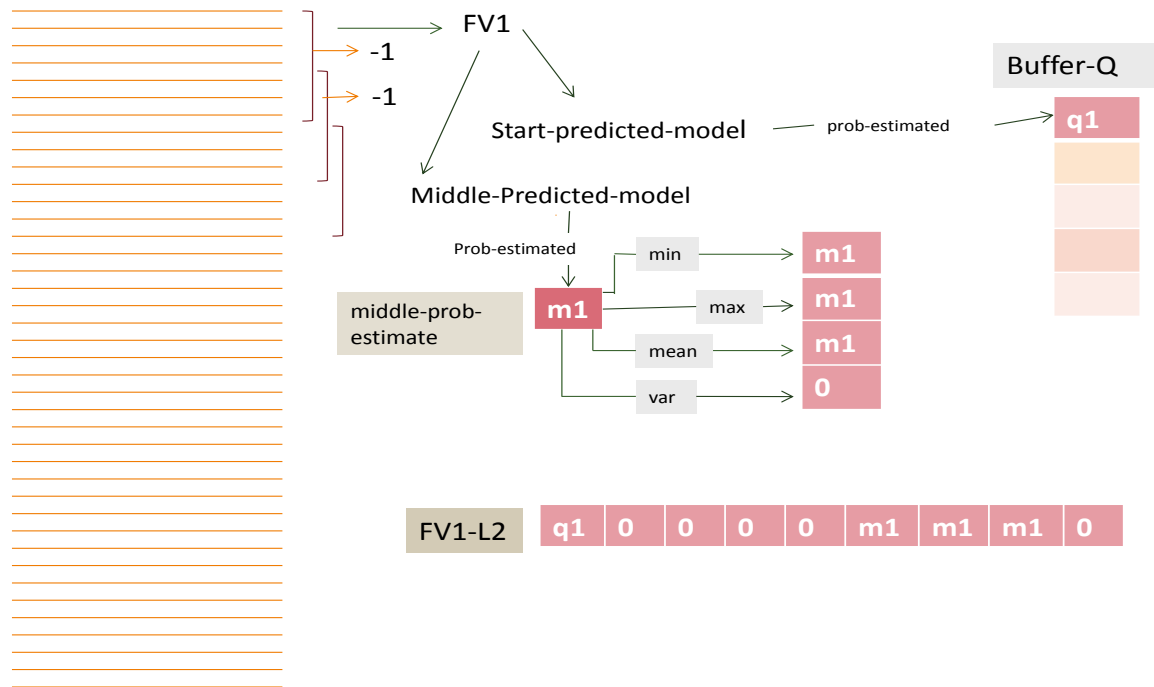 FV1
-1
Buffer-Q
-1
q1
Start-predicted-model
prob-estimated
Middle-Predicted-model
Prob-estimated
min
m1
middle-prob-
estimate
m1
max
m1
mean
m1
var
0
FV1-L2
q1 0 0 0 0 m1 m1 m1 0